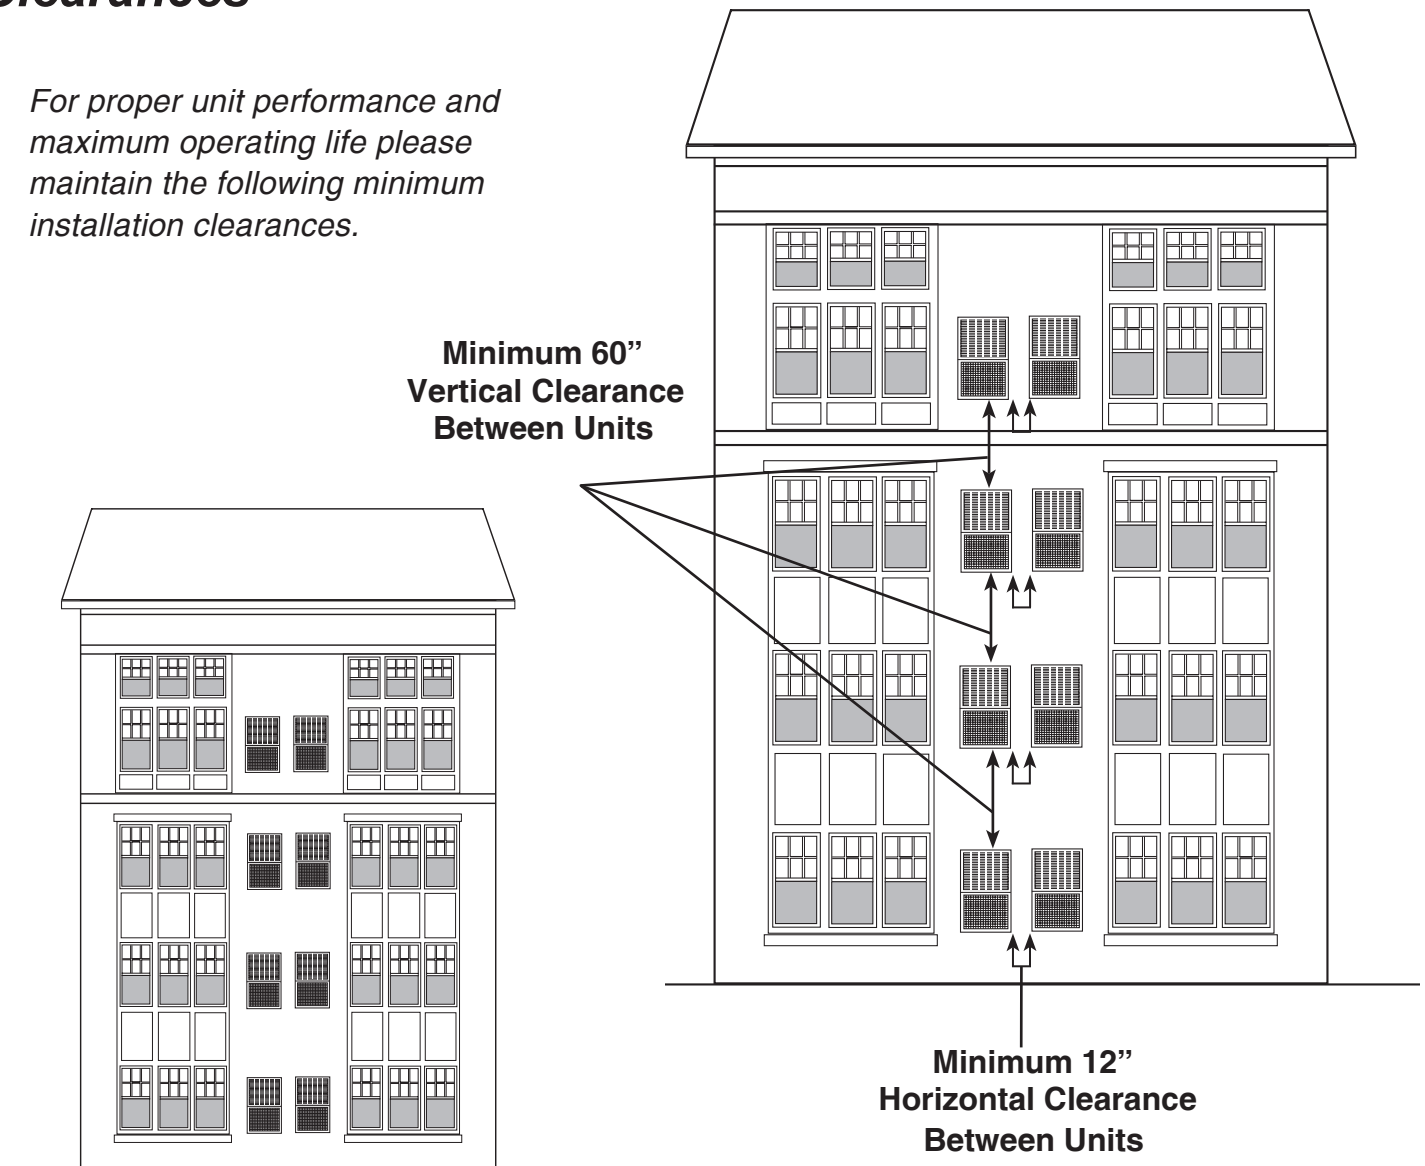 For proper unit performance and
maximum operating life please
maintain the following minimum
installation clearances.
Minimum 60”
Vertical Clearance
Between Units
Minimum 12”
Horizontal Clearance
Between Units